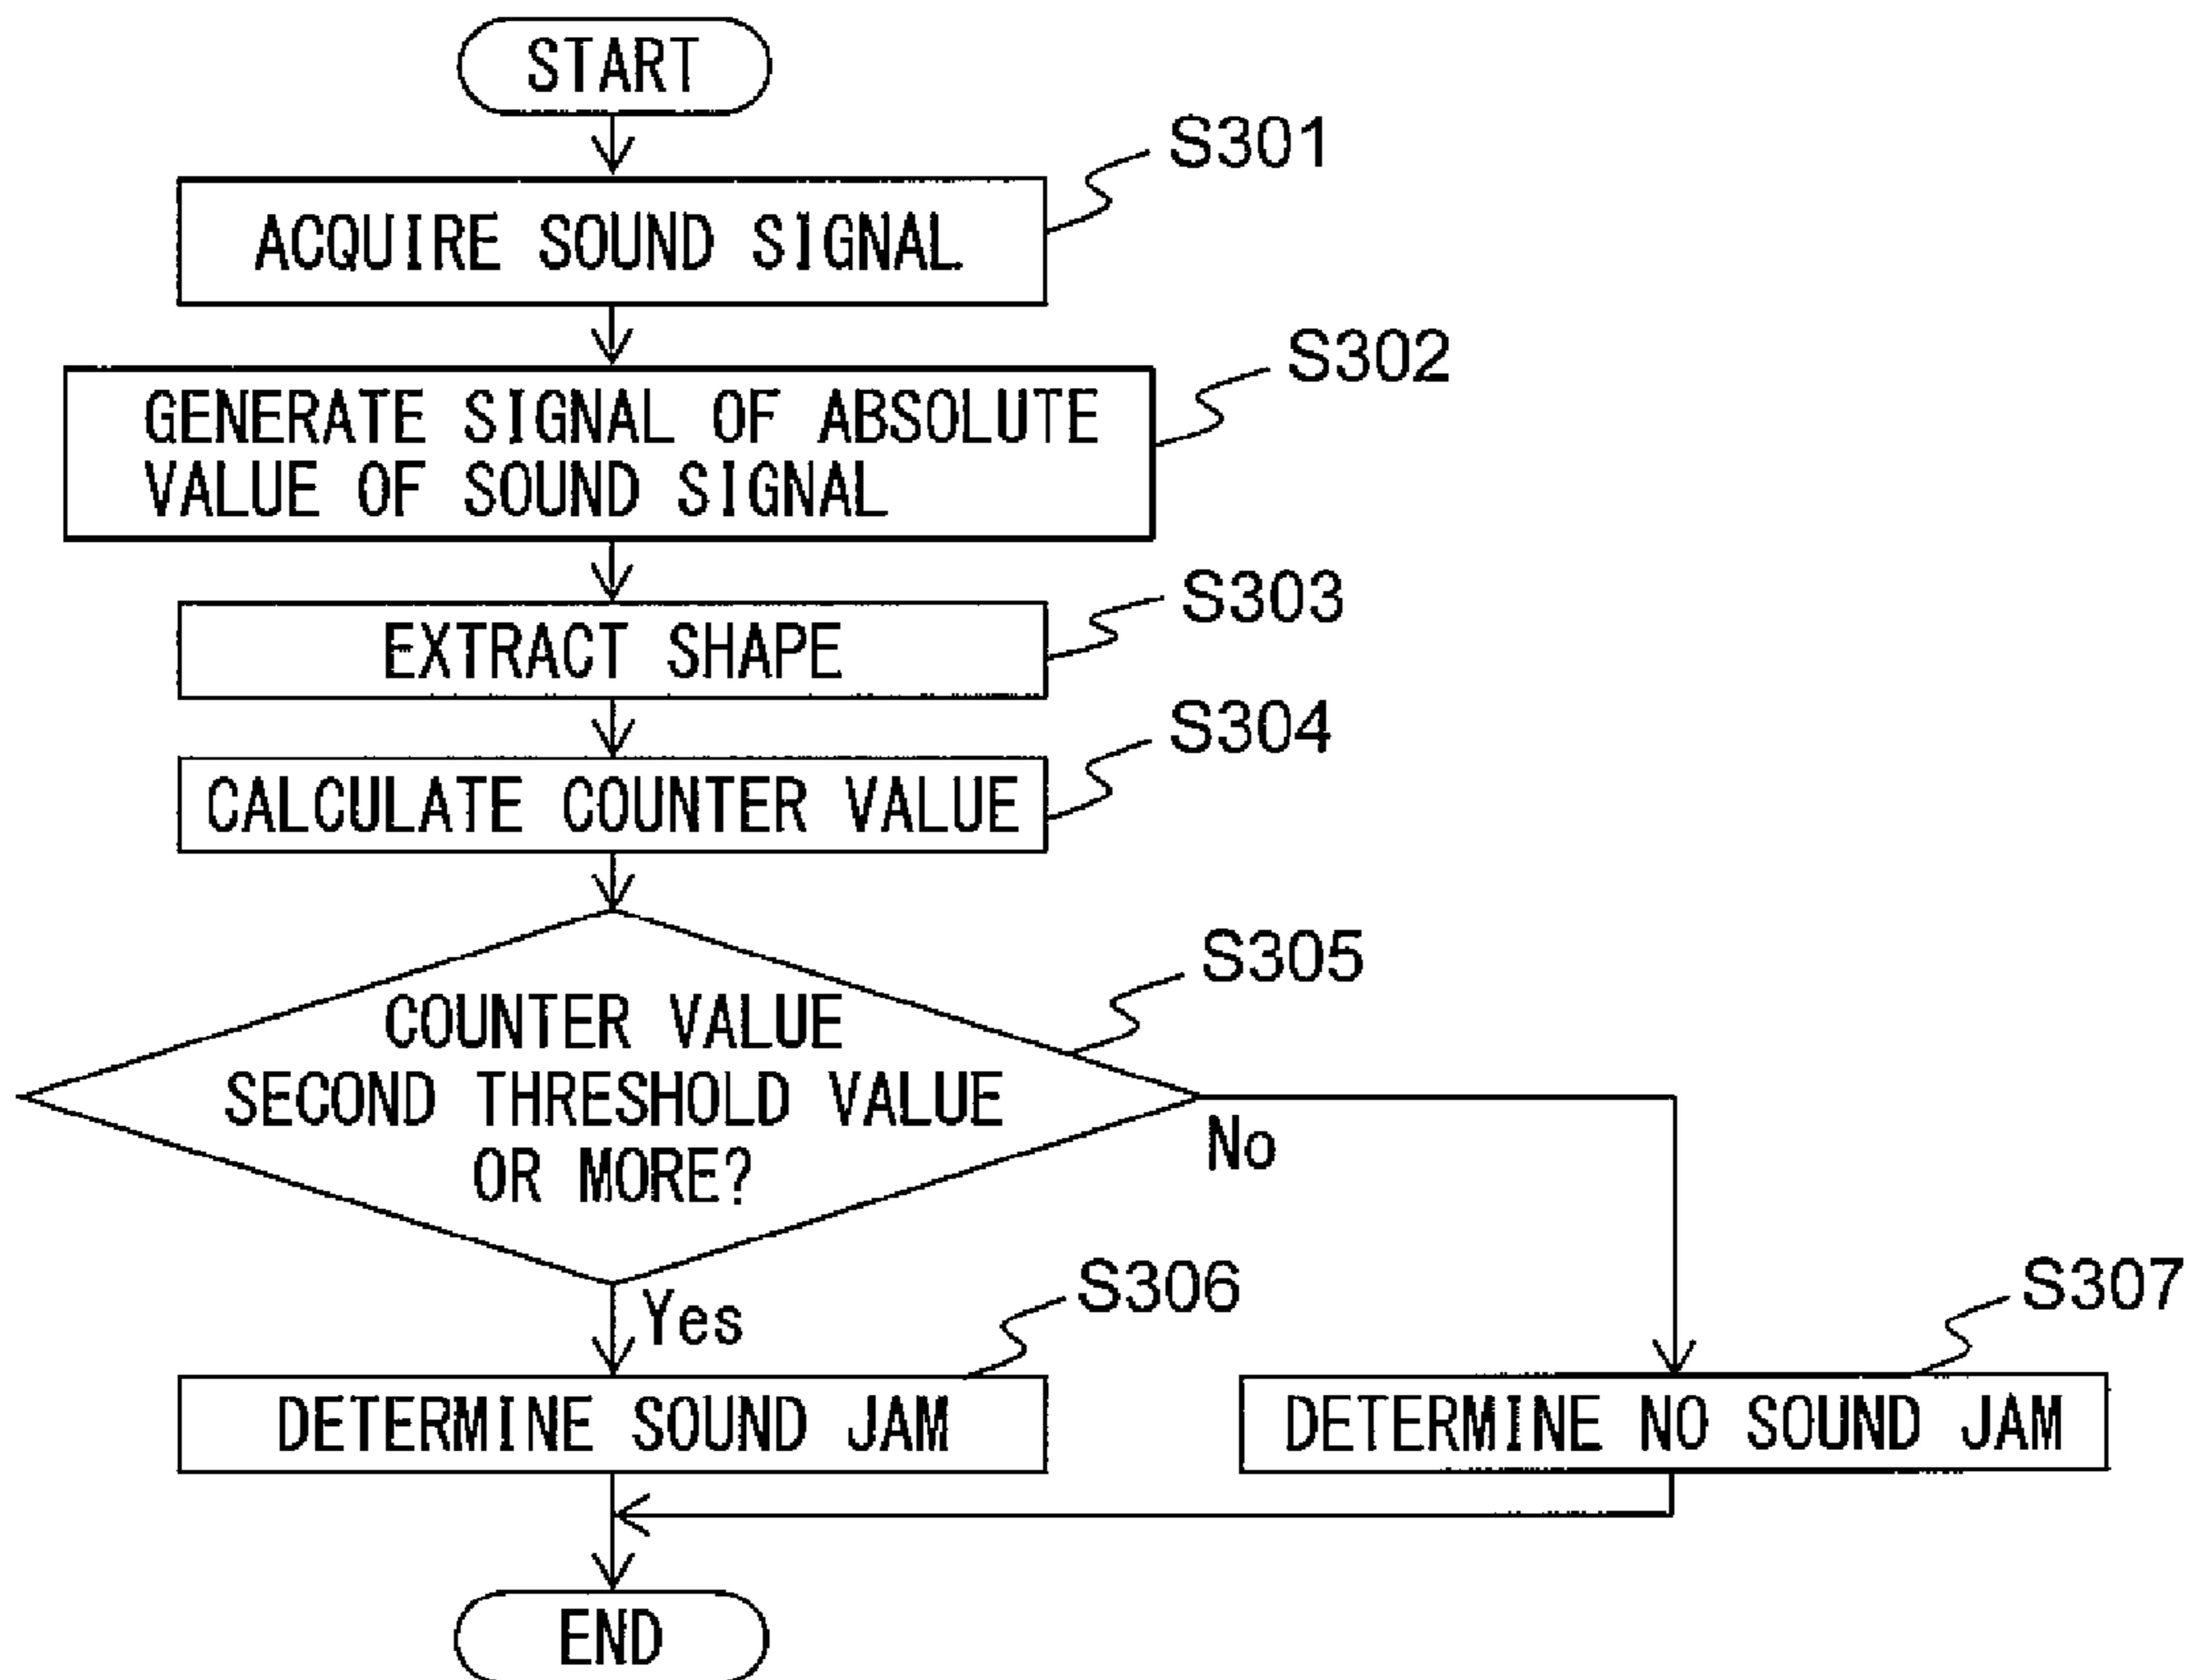 START
S301
ACQUIRE SOUND SIGNAL
S302
GENERATE SIGNAL OF ABSOLUTE
VALUE OF SOUND SIGNAL
S303
EXTRACT SHAPE
S304
CALCULATE COUNTER VALUE
S305
COUNTER VALUE
SECOND THRESHOLD VALUE
OR MORE?
No
Yes
S306
S307
DETERMINE SOUND JAM
DETERMINE NO SOUND JAM
END